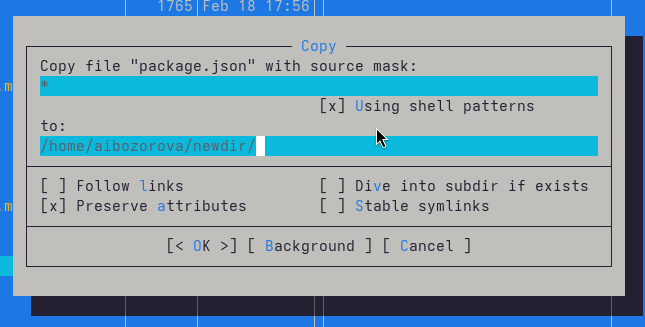 1765 Feb 18 17:56
Copy
Copy file "package.json" with source mask:
.m
*
[x] Using shell patterns
to:
/home/aibozorova/newdir/
[ ] Follow links [ ] Dive into subdir if exists
.m
[x] Preserve attributes [ ] Stable symlinks
[< OK >] [ Background ] [ Cancel ]